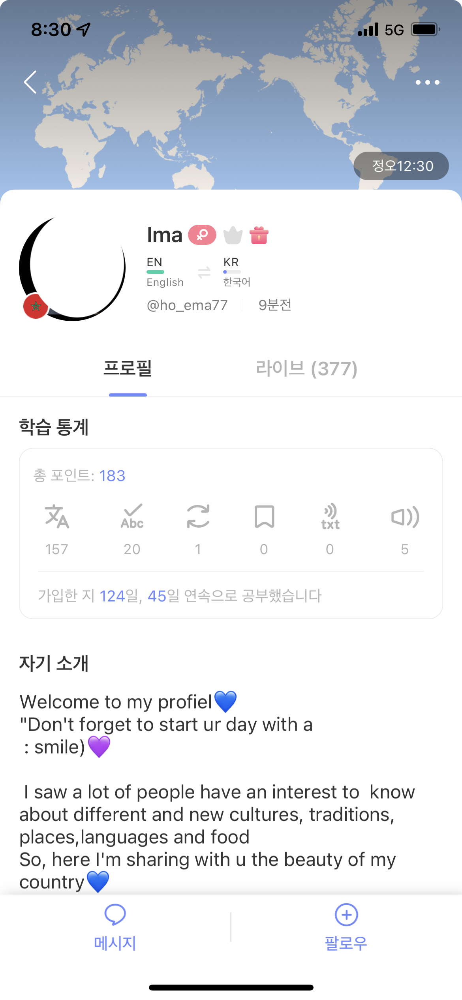 8:30 5G
정오12:30
Ima
EN KR
English 한국어
@ho_ema77 9분전
프로필 라이브 (377)
학습 통계
총 포인트: 183
文A Abc txt
157 20 1 0 0 5
가입한 지 124일, 45일 연속으로 공부했습니다
자기 소개
Welcome to my profiel💙
"Don't forget to start ur day with a
: smile)💜
I saw a lot of people have an interest to  know
about different and new cultures, traditions,
places,languages and food
So, here I'm sharing with u the beauty of my
country💙
메시지 팔로우